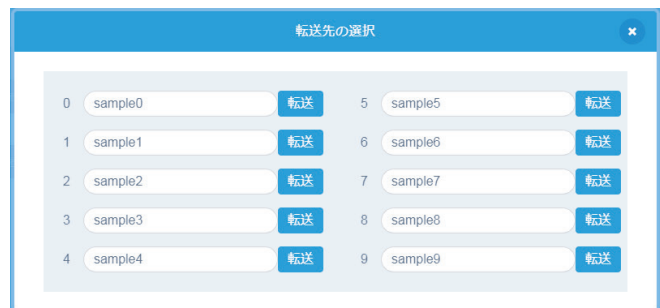 転送先の選択 ×
0 sample0 転送 5 sample5 転送
1 sample1 転送 6 sample6 転送
2 sample2 転送 7 sample7 転送
3 sample3 転送 8 sample8 転送
4 sample4 転送 9 sample9 転送